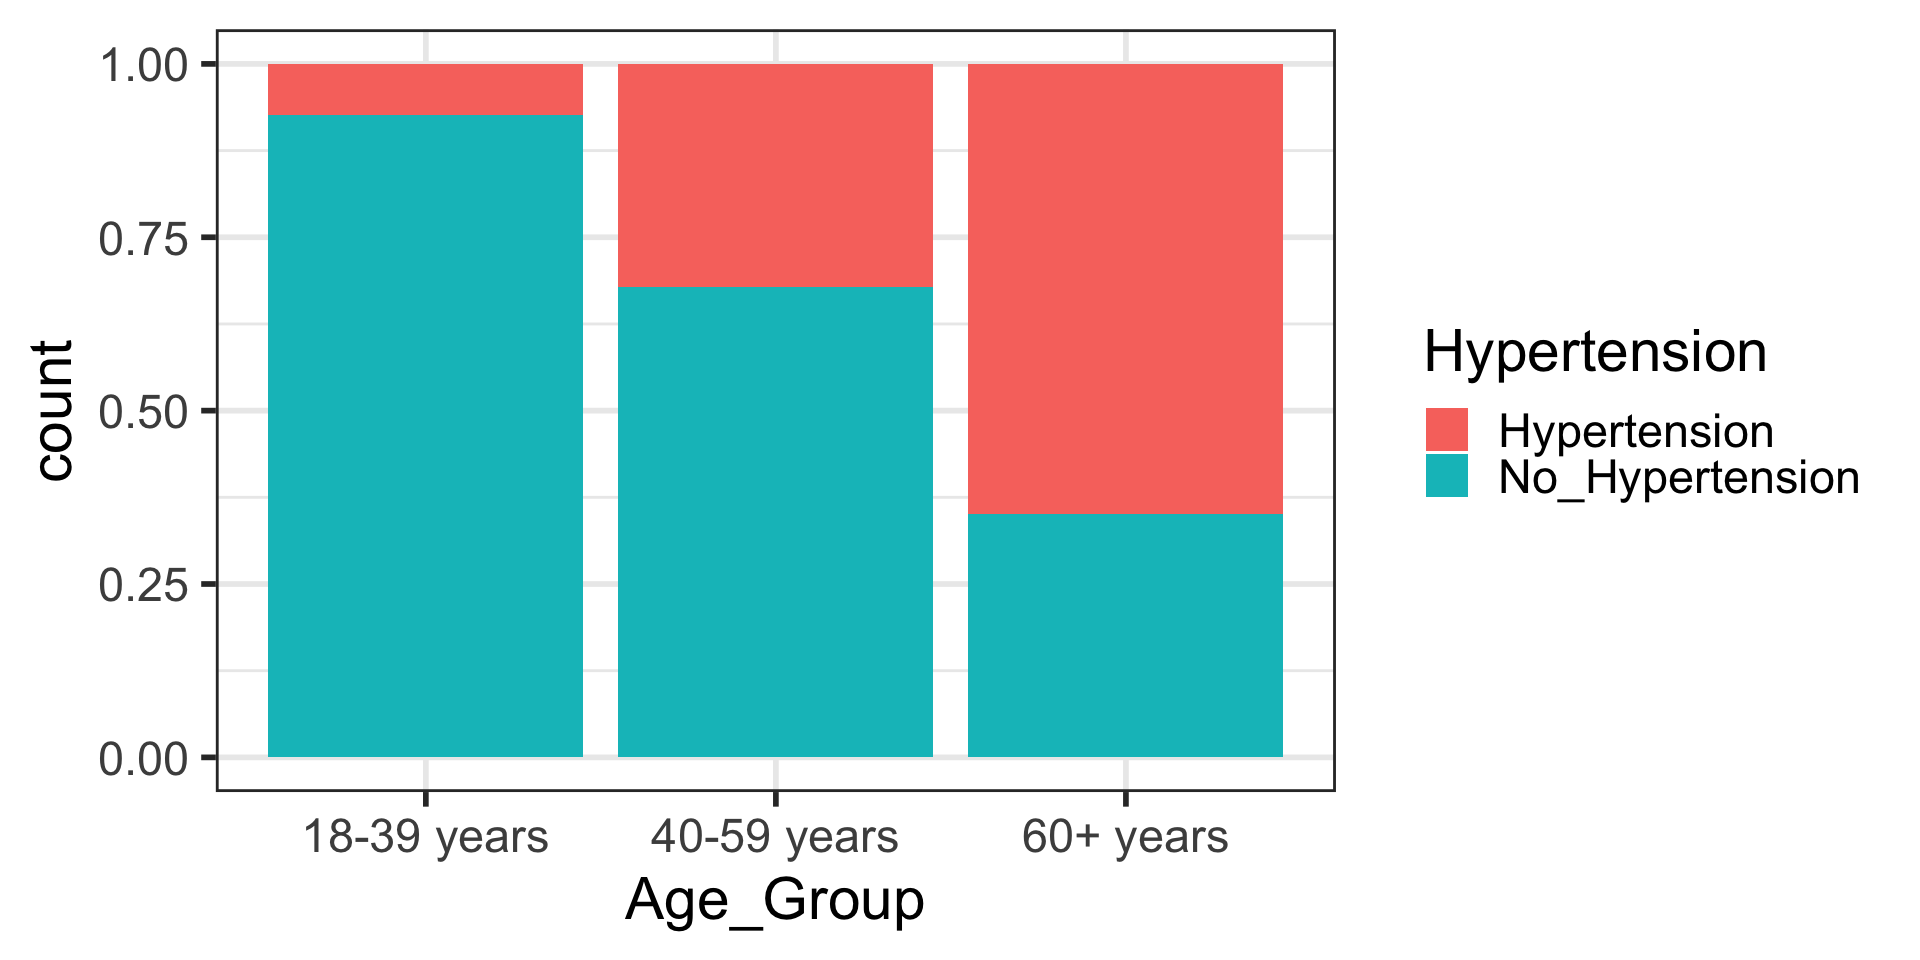 1.00
0.75
0.50
0.25
0.00
count
18-39 years
40-59 years
60+ years
Age_Group
Hypertension
Hypertension
No_Hypertension